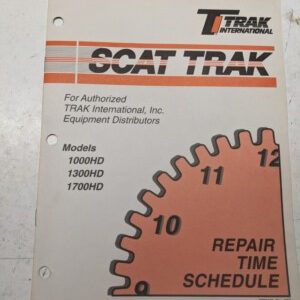 TRAK
INTERNATIONAL
SCAT TRAK
For Authorized
TRAK International, Inc.
Equipment Distributors
Models
1000HD
1300HD
1700HD
12
11
10
9
REPAIR
TIME
SCHEDULE